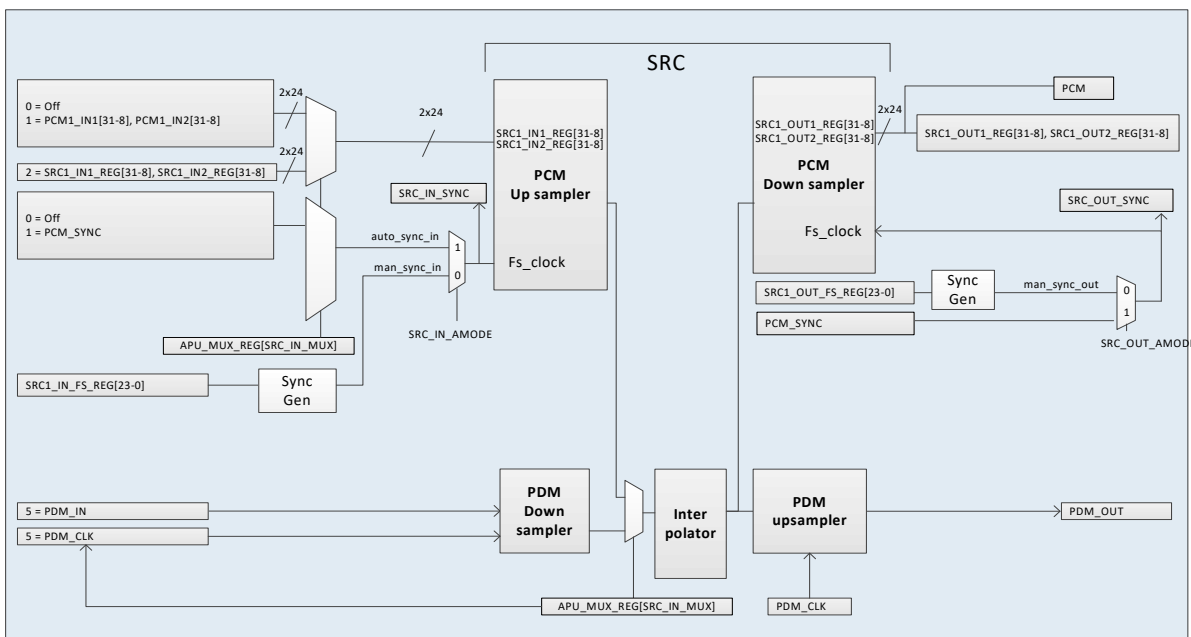 SRC
2x24
0 = Off
1 = PCM1_IN1[31-8], PCM1_IN2[31-8]
2x24
2 = SRC1_IN1_REG[31-8], SRC1_IN2_REG[31-8]
0 = Off
1 = PCM_SYNC
2x24
SRC1_IN1_REG[31-8]
SRC1_IN2_REG[31-8]
PCM
Up sampler
Fs_clock
SRC_IN_SYNC
auto_sync_in
1
man_sync_in
0
SRC_IN_AMODE
APU_MUX_REG[SRC_IN_MUX]
SRC1_IN_FS_REG[23-0]
Sync
Gen
2x24
SRC1_OUT1_REG[31-8]
SRC1_OUT2_REG[31-8]
PCM
Down sampler
Fs_clock
PCM
SRC1_OUT1_REG[31-8], SRC1_OUT2_REG[31-8]
SRC_OUT_SYNC
SRC1_OUT_FS_REG[23-0]
Sync
Gen
man_sync_out
0
1
PCM_SYNC
SRC_OUT_AMODE
5 = PDM_IN
5 = PDM_CLK
PDM
Down
sampler
Inter
polator
PDM
upsampler
PDM_OUT
APU_MUX_REG[SRC_IN_MUX]
PDM_CLK